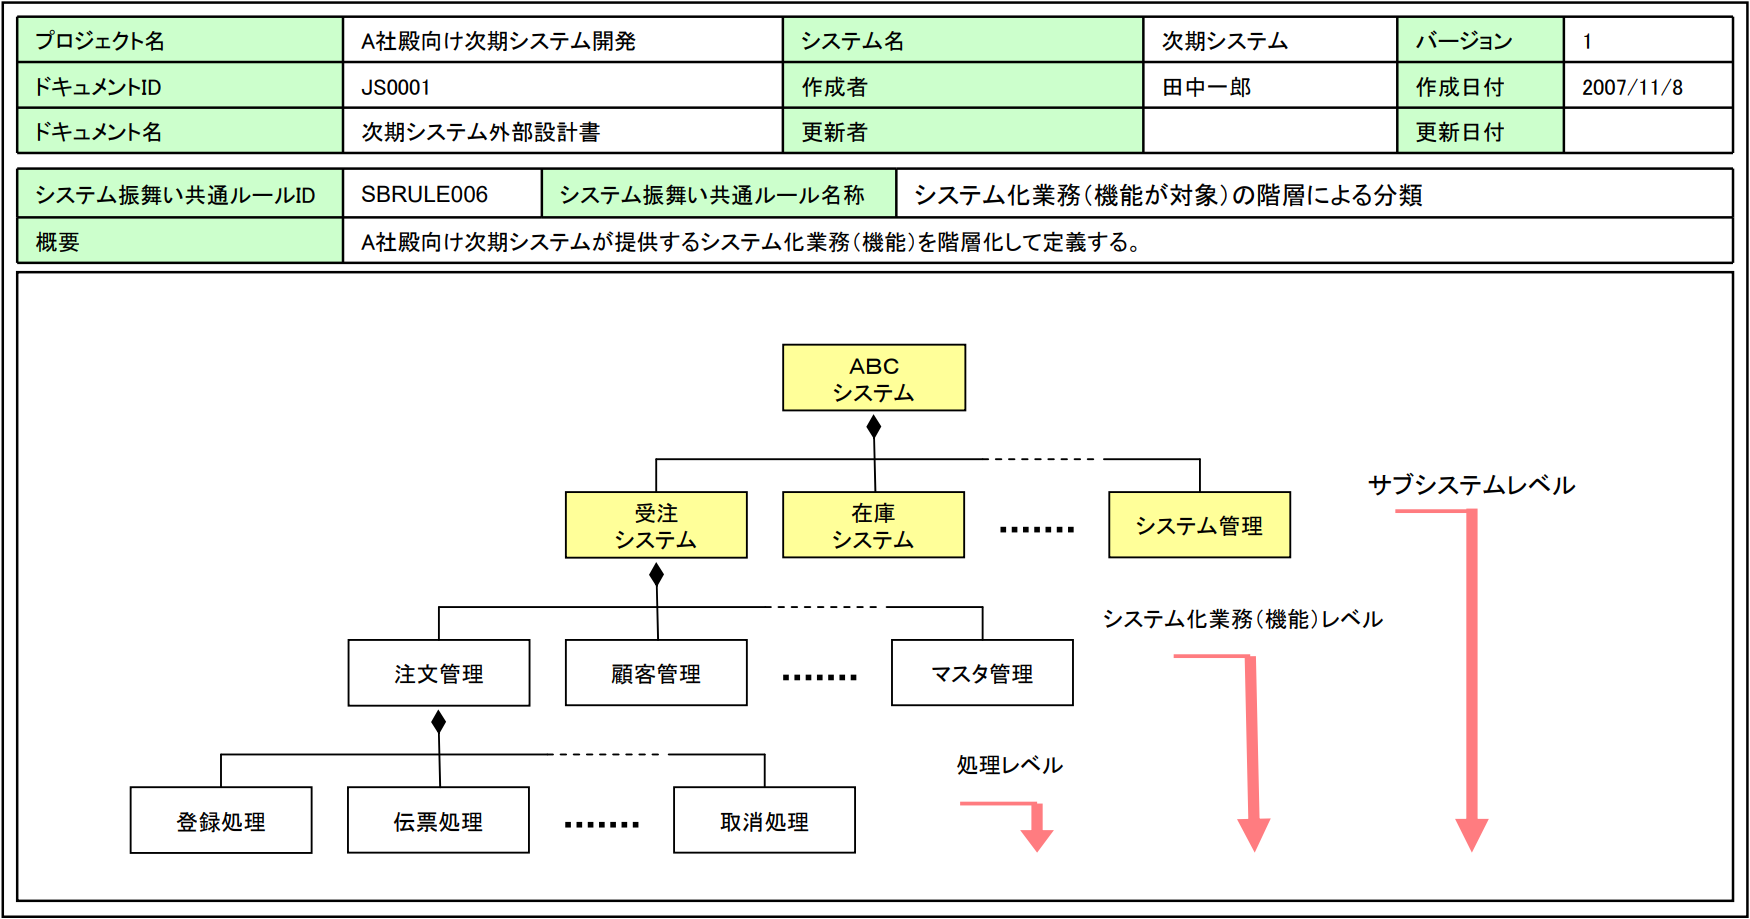 プロジェクト名 A社殿向け次期システム開発 システム名 次期システム バージョン 1
ドキュメントID JS0001 作成者 田中一郎 作成日付 2007/11/8
ドキュメント名 次期システム外部設計書 更新者 更新日付
システム振舞い共通ルールID SBRULE006 システム振舞い共通ルール名称 システム化業務(機能が対象)の階層による分類
概要 A社殿向け次期システムが提供するシステム化業務(機能)を階層化して定義する。
ABC
システム
サブシステムレベル
受注
システム
在庫
システム
.......
システム管理
システム化業務(機能)レベル
注文管理
顧客管理
.......
マスタ管理
処理レベル
登録処理
伝票処理
.......
取消処理